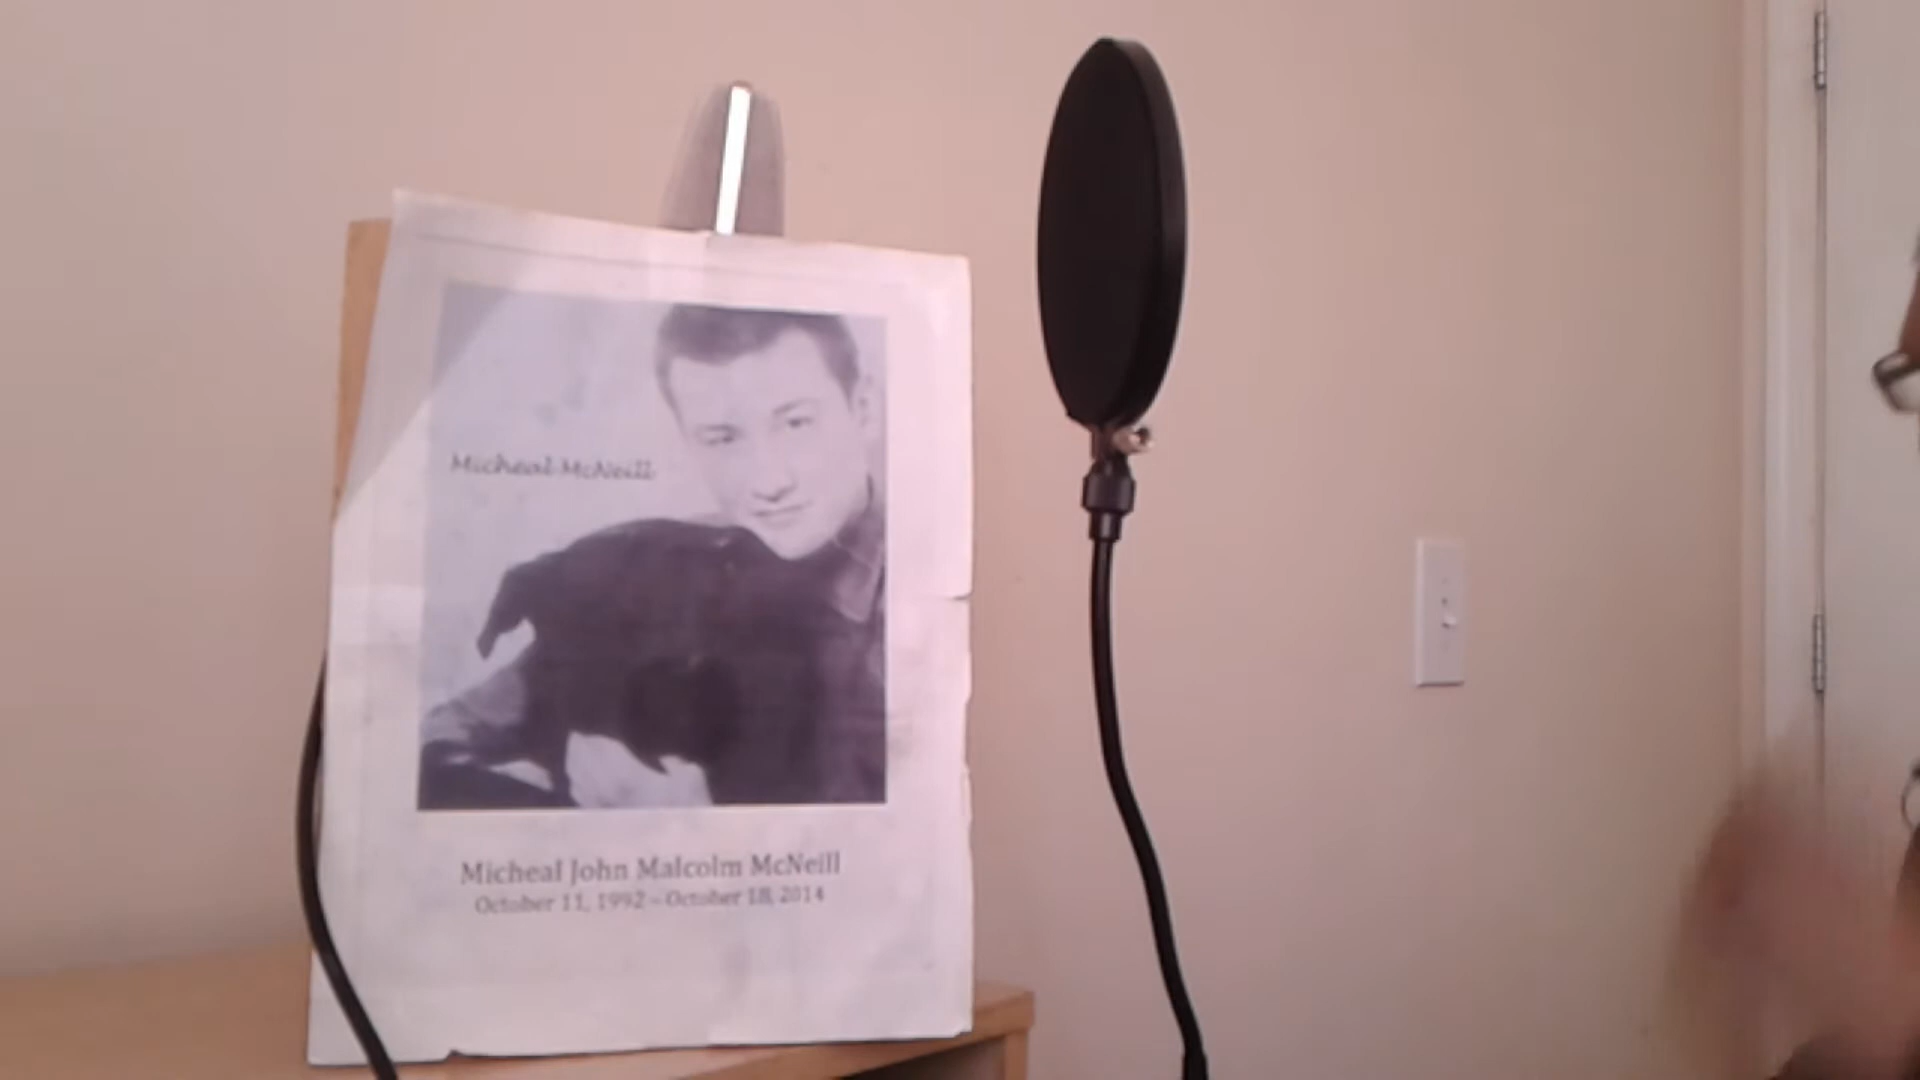 Micheal McNeill
Micheal John Malcolm McNeill
October 11, 1992 – October 18, 2014